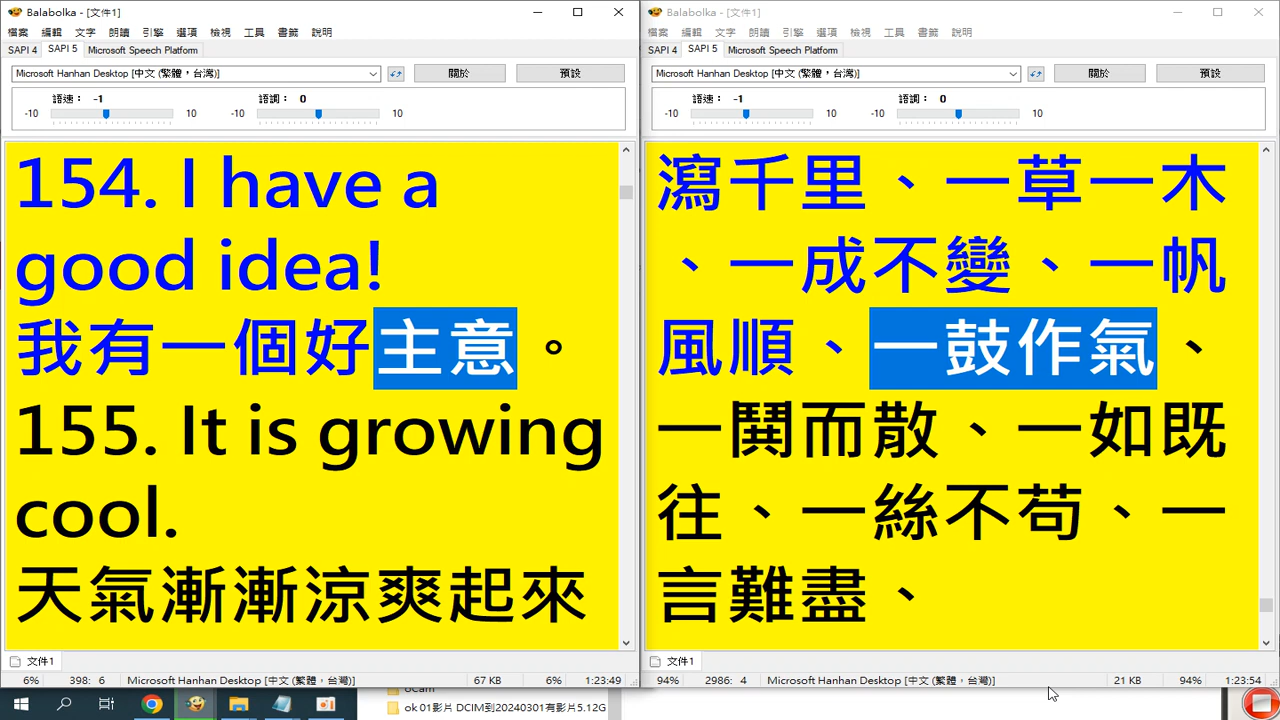 Balabolka - [文件1]
檔案 編輯 文字 朗讀 引擎 選項 檢視 工具 書籤 說明
SAPI 4 SAPI 5 Microsoft Speech Platform
Microsoft Hanhan Desktop [中文 (繁體，台灣)] 關於 預設
語速： -1 語調： 0
-10 10 -10 10
154. I have a
good idea!
我有一個好主意。
155. It is growing
cool.
天氣漸漸涼爽起來
文件1
6% 398: 6 Microsoft Hanhan Desktop [中文 (繁體，台灣)] 67 KB 6% 1:23:49
Balabolka - [文件1]
檔案 編輯 文字 朗讀 引擎 選項 檢視 工具 書籤 說明
SAPI 4 SAPI 5 Microsoft Speech Platform
Microsoft Hanhan Desktop [中文 (繁體，台灣)] 關於 預設
語速： -1 語調： 0
-10 10 -10 10
瀉千里、一草一木
、一成不變、一帆
風順、一鼓作氣、
一鬨而散、一如既
往、一絲不苟、一
言難盡、
文件1
94% 2986: 4 Microsoft Hanhan Desktop [中文 (繁體，台灣)] 21 KB 94% 1:23:54
uCam
ok 01影片 DCIM到20240301有影片5.12G